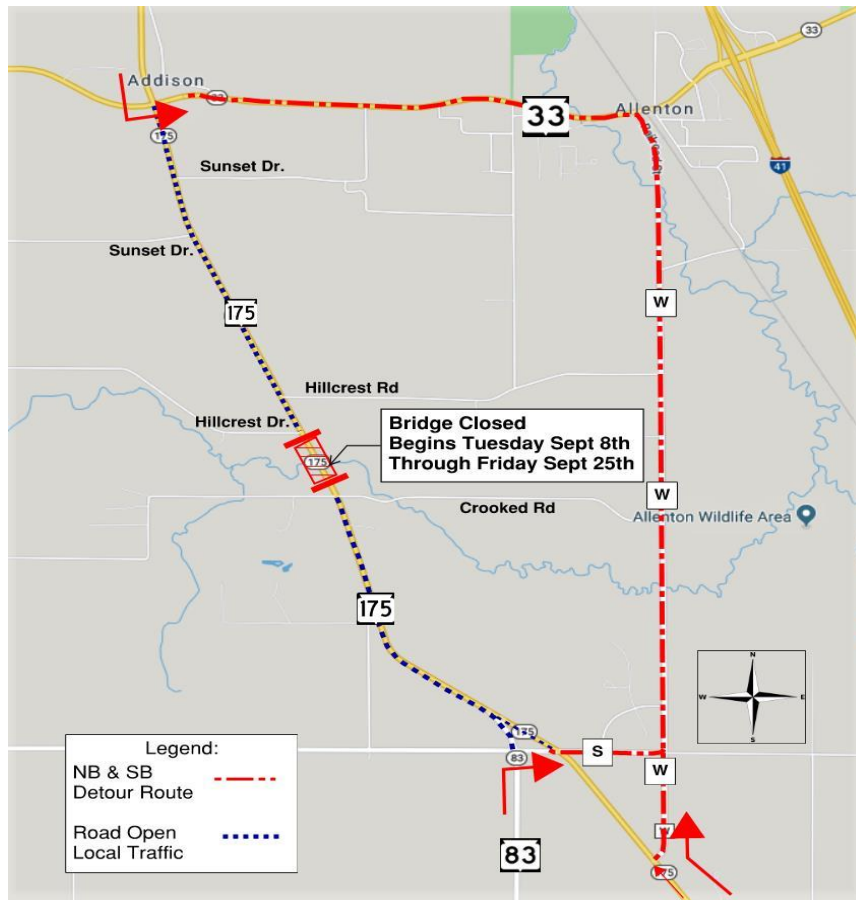 33
Addison
33
33
Allenton
175
Sunset Dr.
41
Sunset Dr.
W
175
Hillcrest Rd
Hillcrest Dr.
Bridge Closed
Begins Tuesday Sept 8th
Through Friday Sept 25th
175
W
Crooked Rd
Allenton Wildlife Area
175
N
W
E
S
175
S
83
W
Legend:
NB & SB
Detour Route
Road Open
Local Traffic
W
83
175